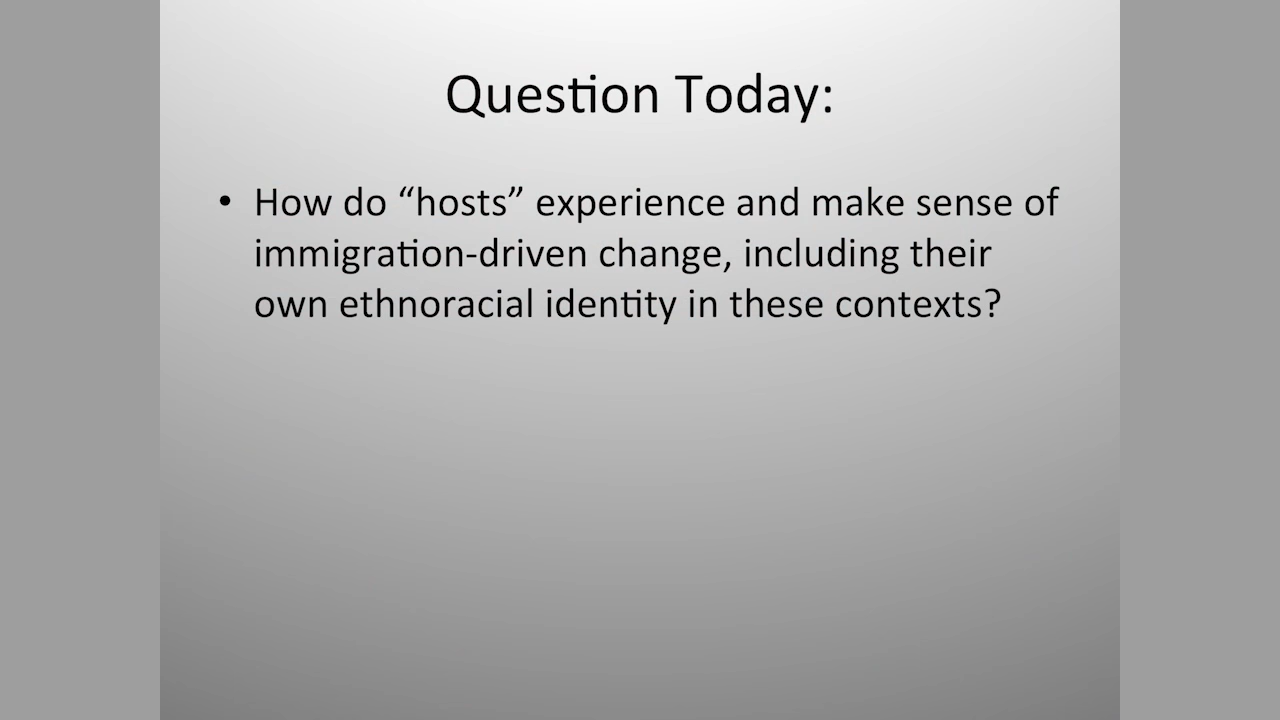 Question Today:
• How do “hosts” experience and make sense of
immigration-driven change, including their
own ethnoracial identity in these contexts?